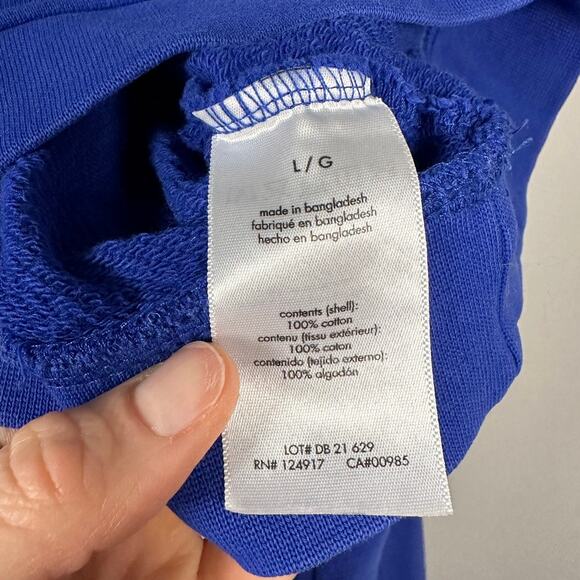 L / G
made in bangladesh
fabriqué en bangladesh
hecho en bangladesh
contents (shell):
100% cotton
contenu (tissu extérieur):
100% coton
contenido (tejido externo):
100% algodón
LOT# DB 21 629
RN# 124917 CA#00985